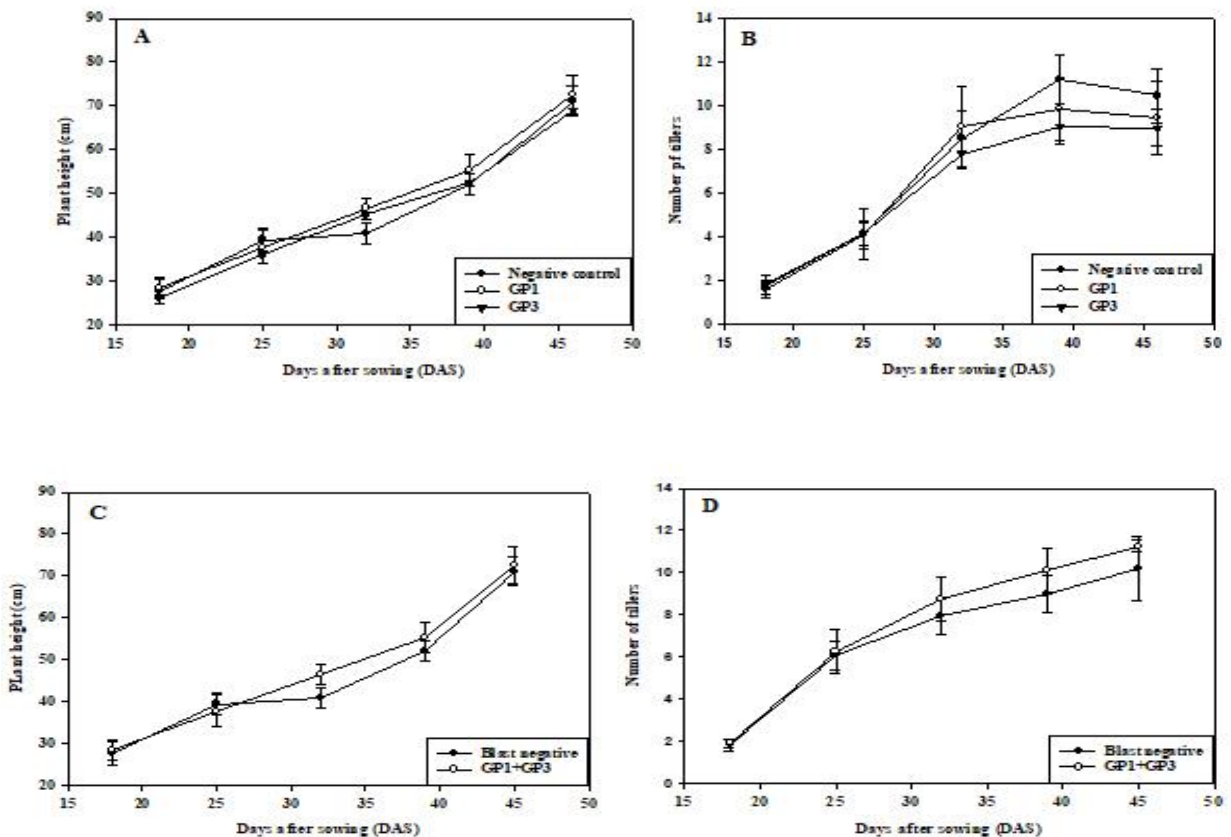 A
Plant height (cm)
90
80
70
60
50
40
30
20
Negative control
GP1
GP3
15 20 25 30 35 40 45 50
Days after sowing (DAS)
B
Number pf tillers
14
12
10
8
6
4
2
0
Negative control
GP1
GP3
15 20 25 30 35 40 45 50
Days after sowing (DAS)
C
PLant height (cm)
90
80
70
60
50
40
30
20
Blast negative
GP1+GP3
15 20 25 30 35 40 45 50
Days after sowing (DAS)
D
Number of tillers
14
12
10
8
6
4
2
0
Blast negative
GP1+GP3
15 20 25 30 35 40 45 50
Days after sowing (DAS)